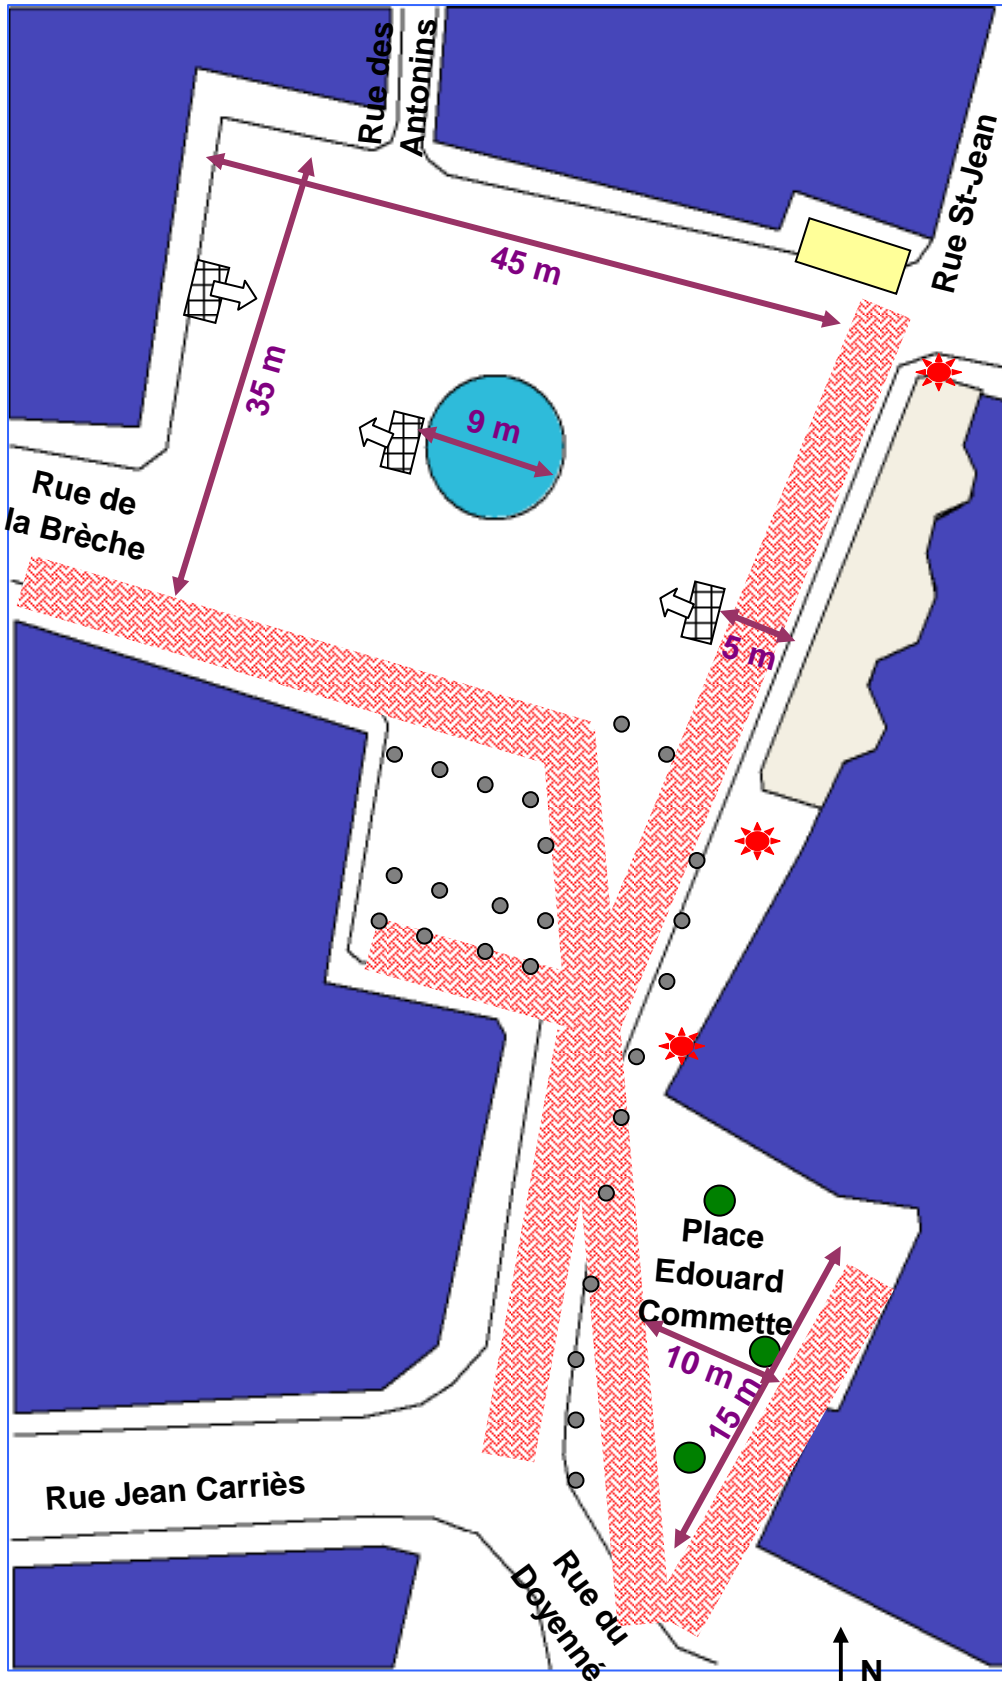 Rue des
Antonins
Rue St-Jean
45 m
35 m
9 m
Rue de
la Brèche
5 m
Place
Edouard
Commette
10 m
15 m
Rue Jean Carriès
Rue du
Doyenné
N